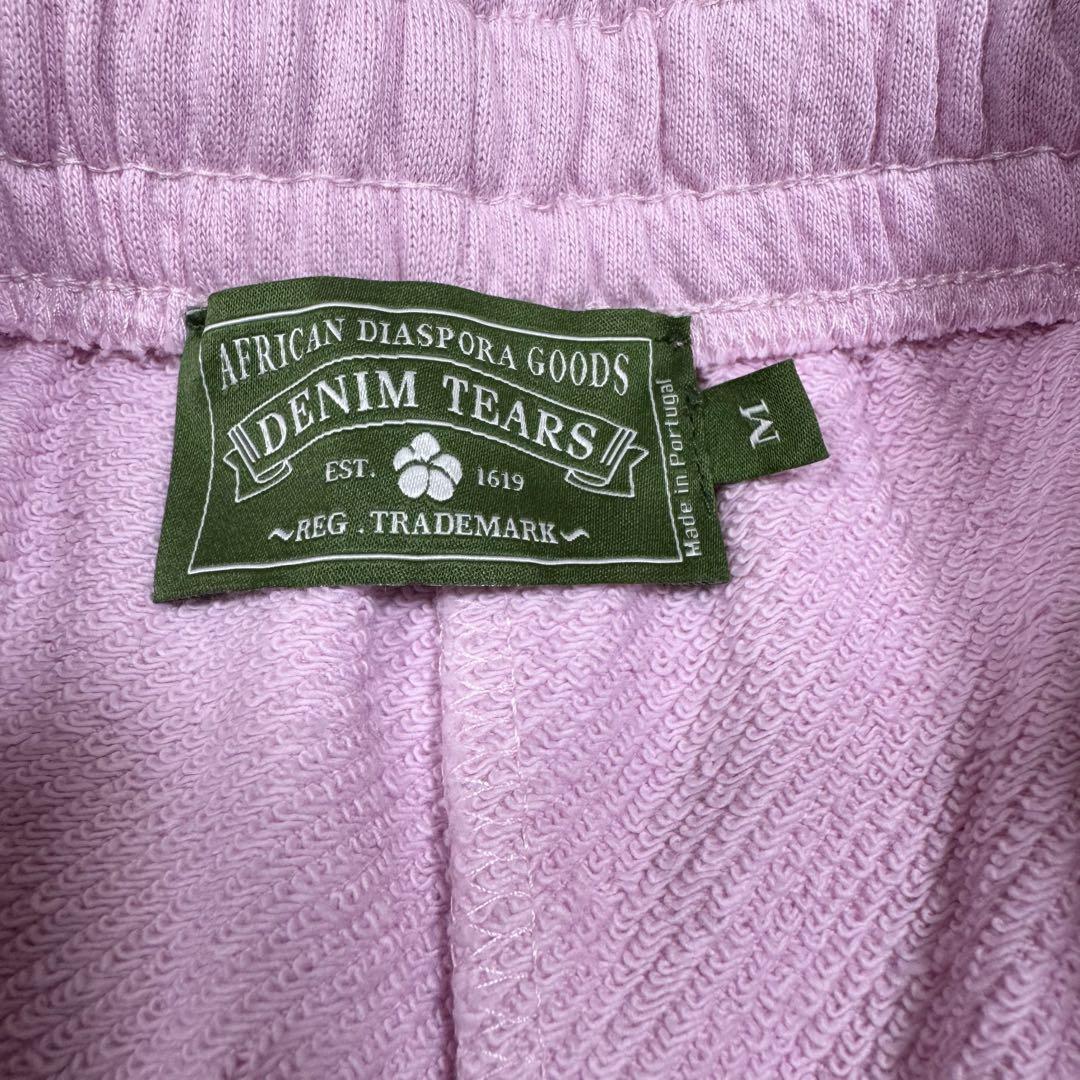 AFRICAN DIASPORA GOODS
DENIM TEARS
EST. 1619
~REG .TRADEMARK~
Made in Portugal
M